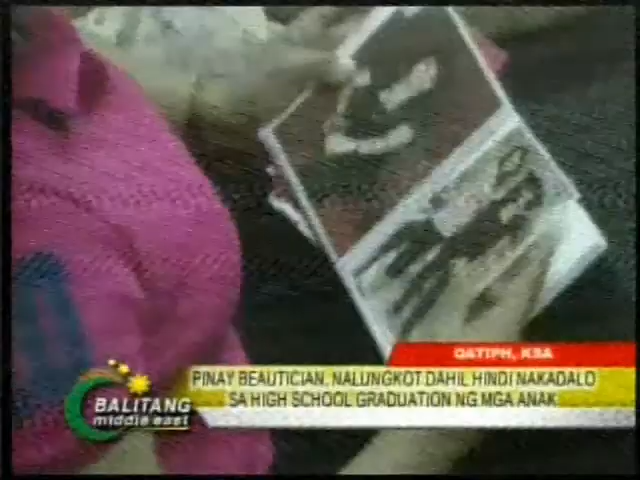 QATIPH, KSA
PINAY BEAUTICIAN, NALUNGKOT DAHIL HINDI NAKADALO
SA HIGH SCHOOL GRADUATION NG MGA ANAK
BALITANG
middle east